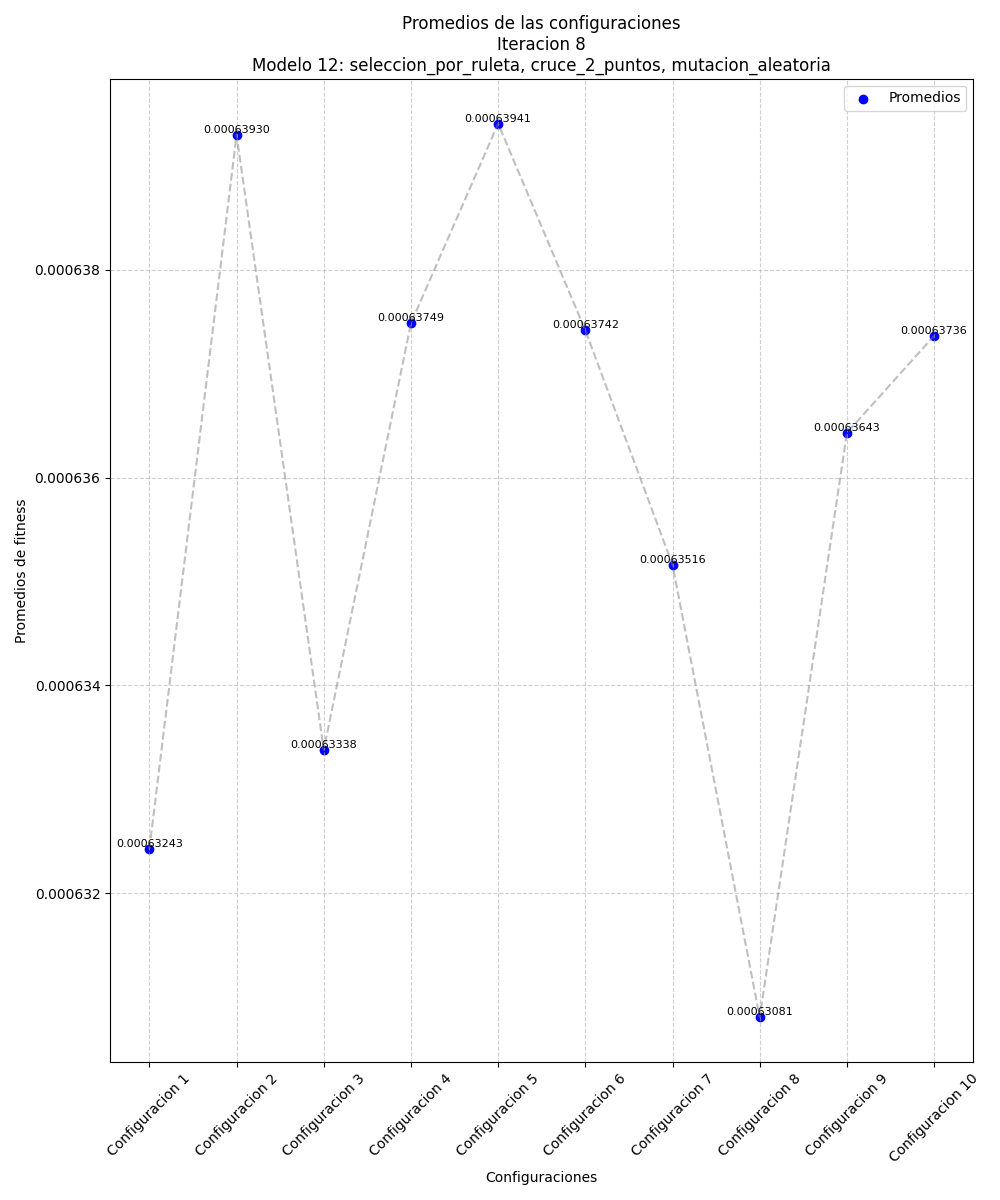 Promedios de las configuraciones
Iteracion 8
Modelo 12: seleccion_por_ruleta, cruce_2_puntos, mutacion_aleatoria
Promedios
0.00063930
0.00063941
0.000638
0.00063749
0.00063742
0.00063736
0.00063643
0.000636
0.00063516
Promedios de fitness
0.000634
0.00063338
0.00063243
0.000632
0.00063081
Configuracion 1
Configuracion 2
Configuracion 3
Configuracion 4
Configuracion 5
Configuracion 6
Configuracion 7
Configuracion 8
Configuracion 9
Configuracion 10
Configuraciones